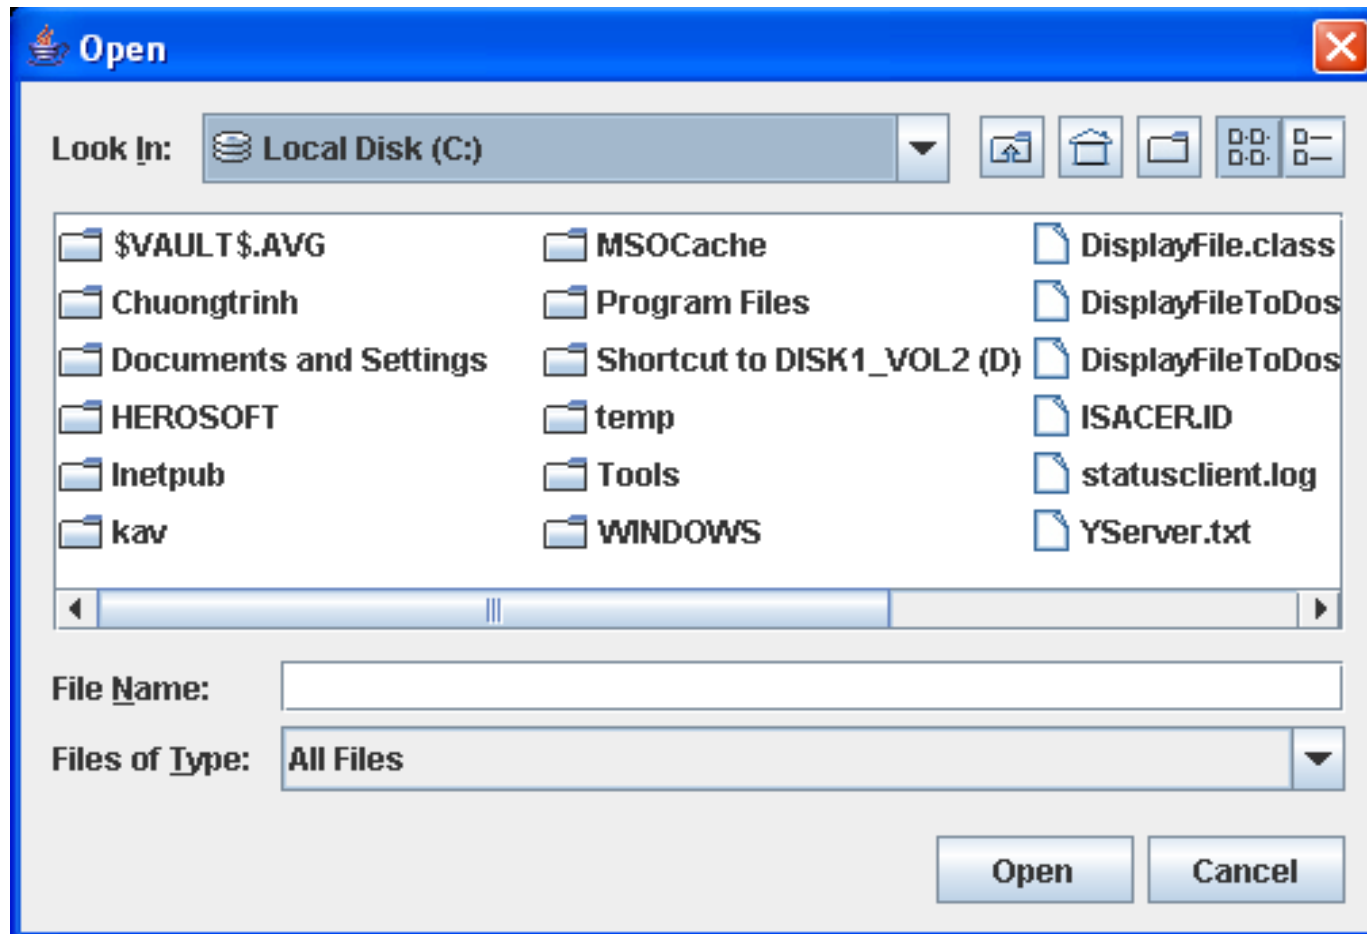 Open
Look In: Local Disk (C:)
$VAULT$.AVG MSOCache DisplayFile.class
Chuongtrinh Program Files DisplayFileToDos
Documents and Settings Shortcut to DISK1_VOL2 (D) DisplayFileToDos
HEROSOFT temp ISACER.ID
Inetpub Tools statusclient.log
kav WINDOWS YServer.txt
File Name:
Files of Type: All Files
Open Cancel